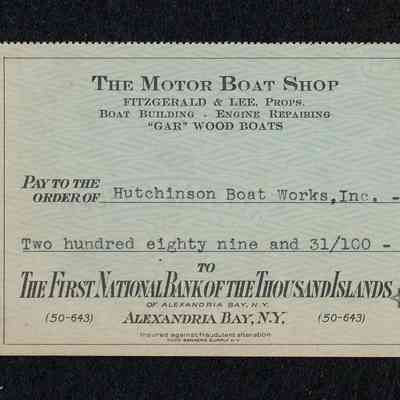 THE MOTOR BOAT SHOP
FITZGERALD & LEE, PROPS.
BOAT BUILDING - ENGINE REPAIRING
"GAR" WOOD BOATS
PAY TO THE
ORDER OF Hutchinson Boat Works,Inc. -
Two hundred eighty nine and 31/100 -
TO
THE FIRST NATIONAL BANK OF THE THOUSAND ISLANDS
OF ALEXANDRIA BAY, N.Y.
(50-643) ALEXANDRIA BAY, N.Y. (50-643)
Insured against fraudulent alteration